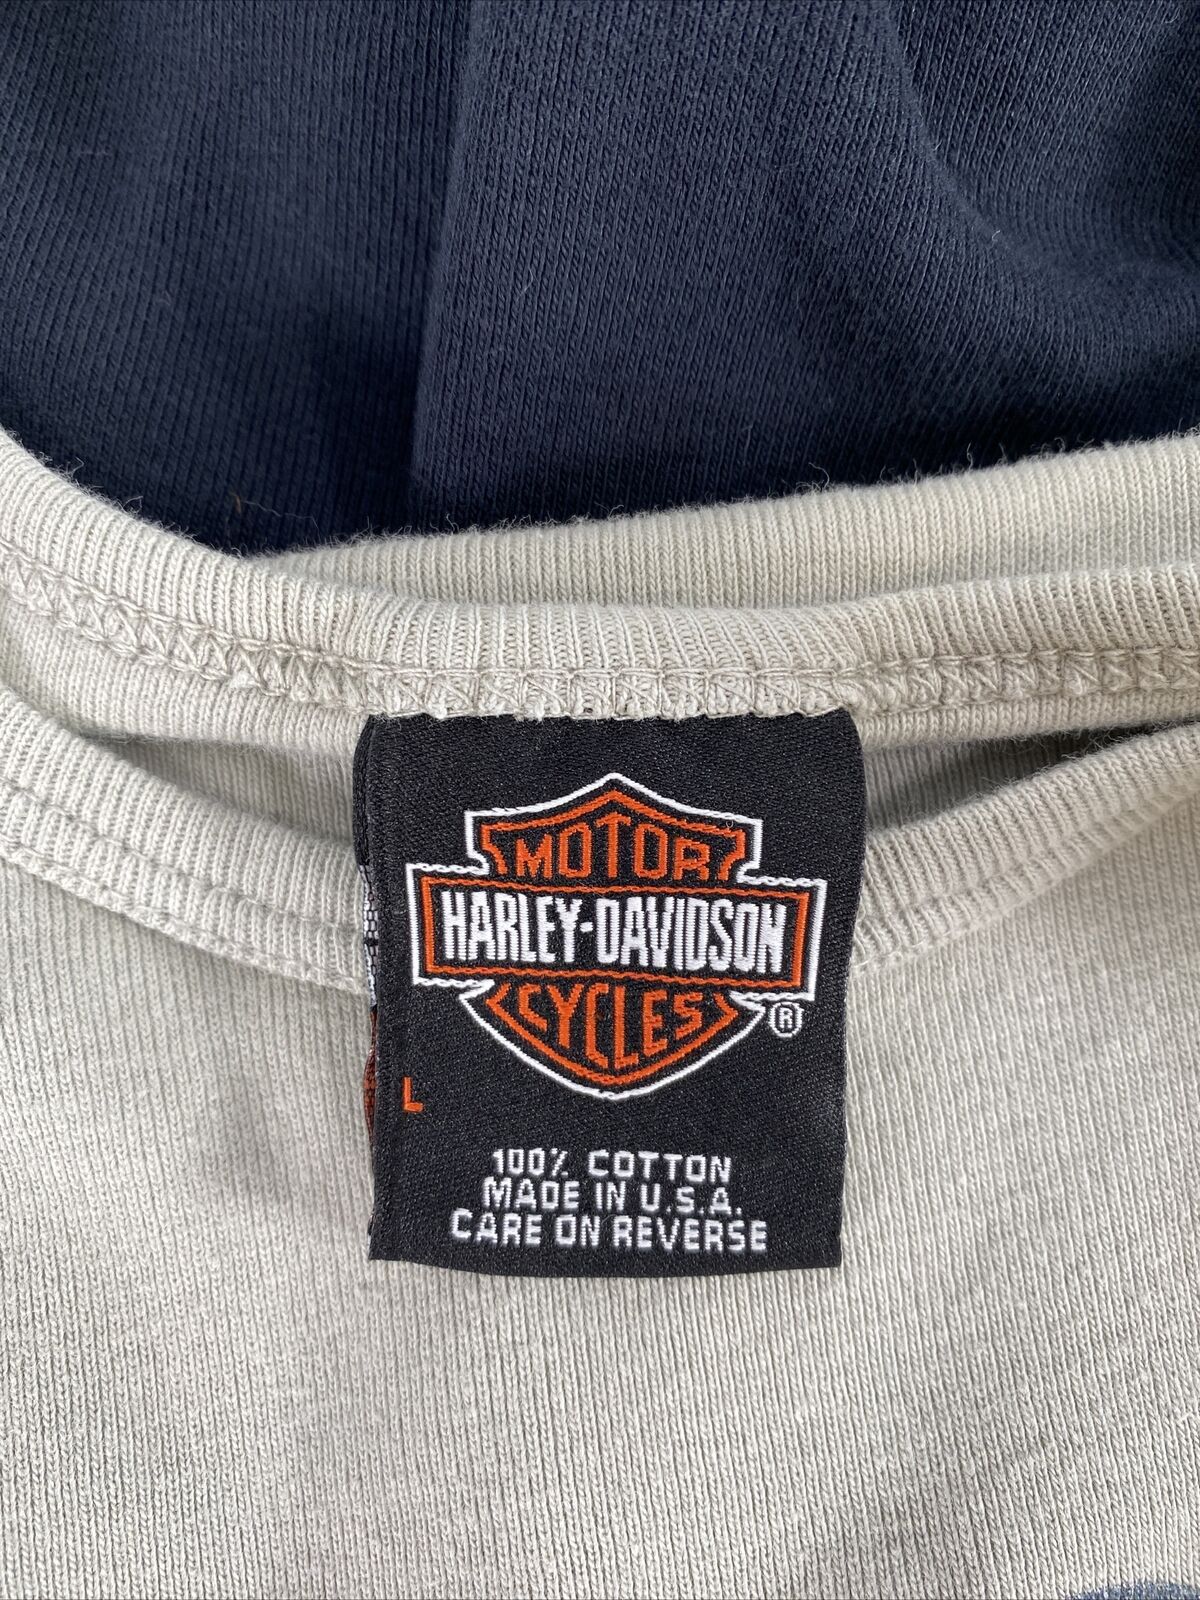 MOTOR
HARLEY-DAVIDSON
CYCLES
®
L
100% COTTON
MADE IN U.S.A.
CARE ON REVERSE